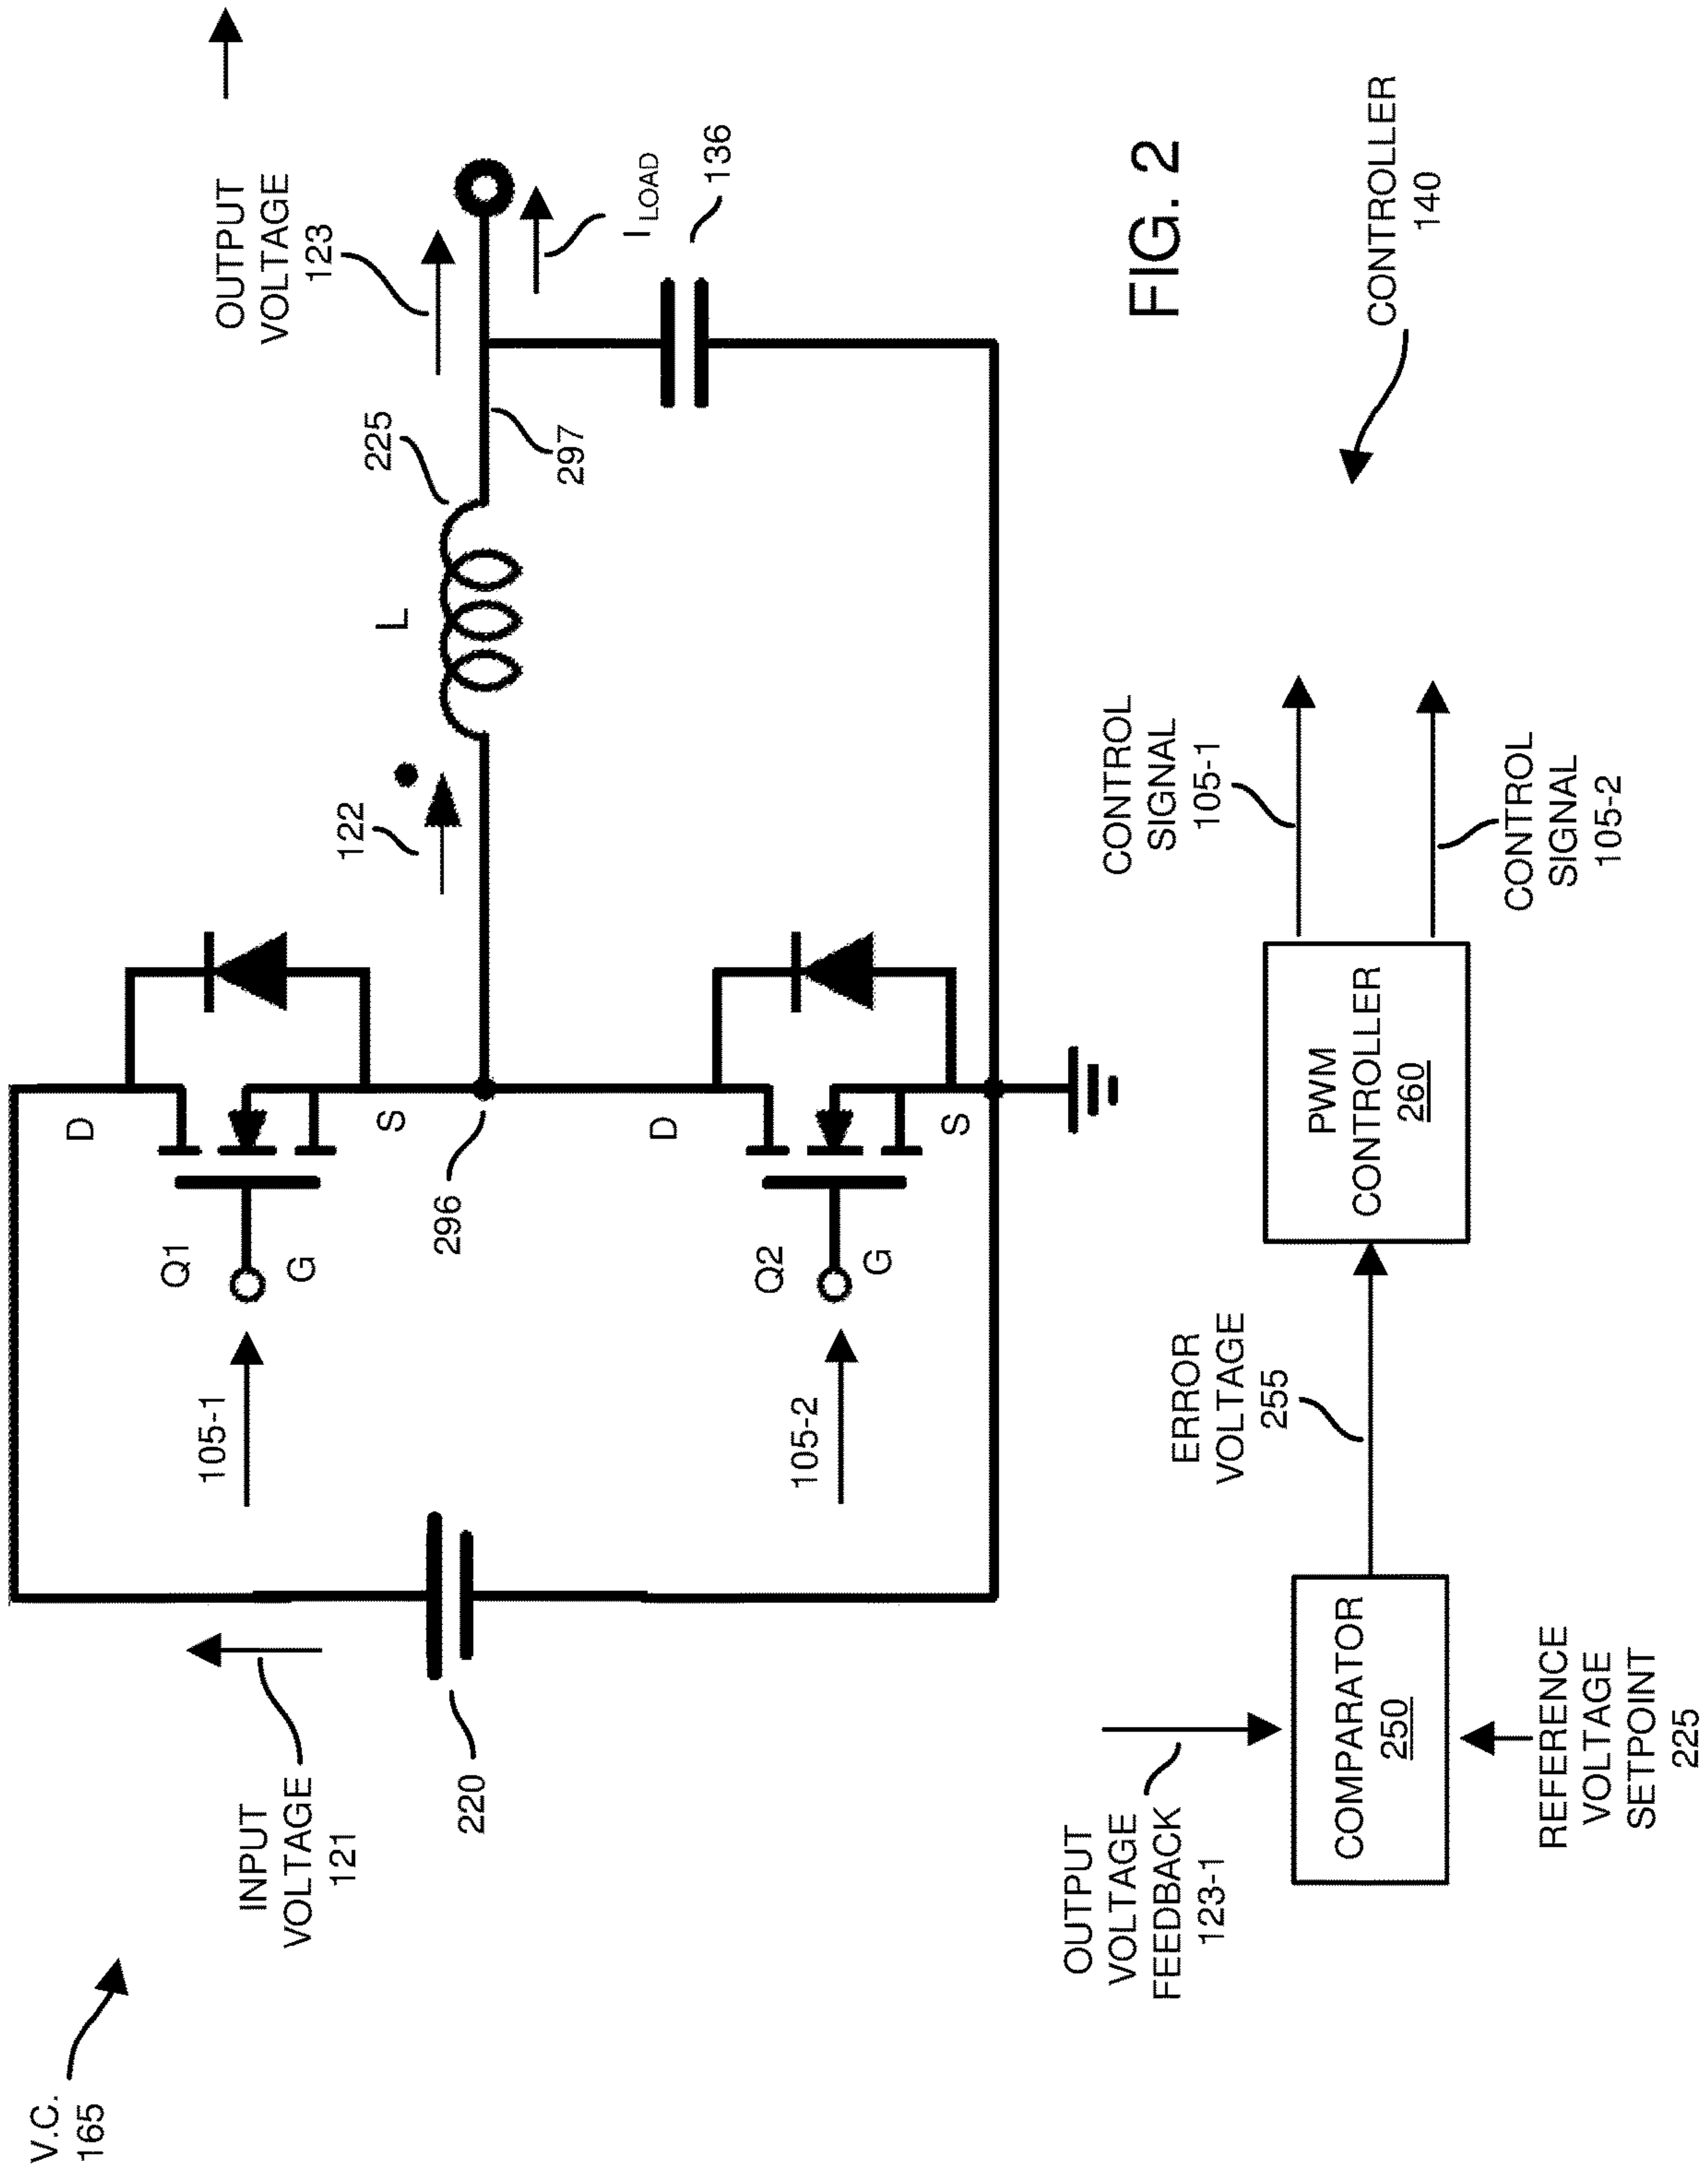 V.C.
165
INPUT
VOLTAGE
121
220
105-1
Q1
G
D
S
296
105-2
Q2
G
D
S
122
L
225
297
OUTPUT
VOLTAGE
123
I LOAD
136
FIG. 2
OUTPUT
VOLTAGE
FEEDBACK
123-1
COMPARATOR
250
REFERENCE
VOLTAGE
SETPOINT
225
ERROR
VOLTAGE
255
PWM
CONTROLLER
260
CONTROL
SIGNAL
105-1
CONTROL
SIGNAL
105-2
CONTROLLER
140